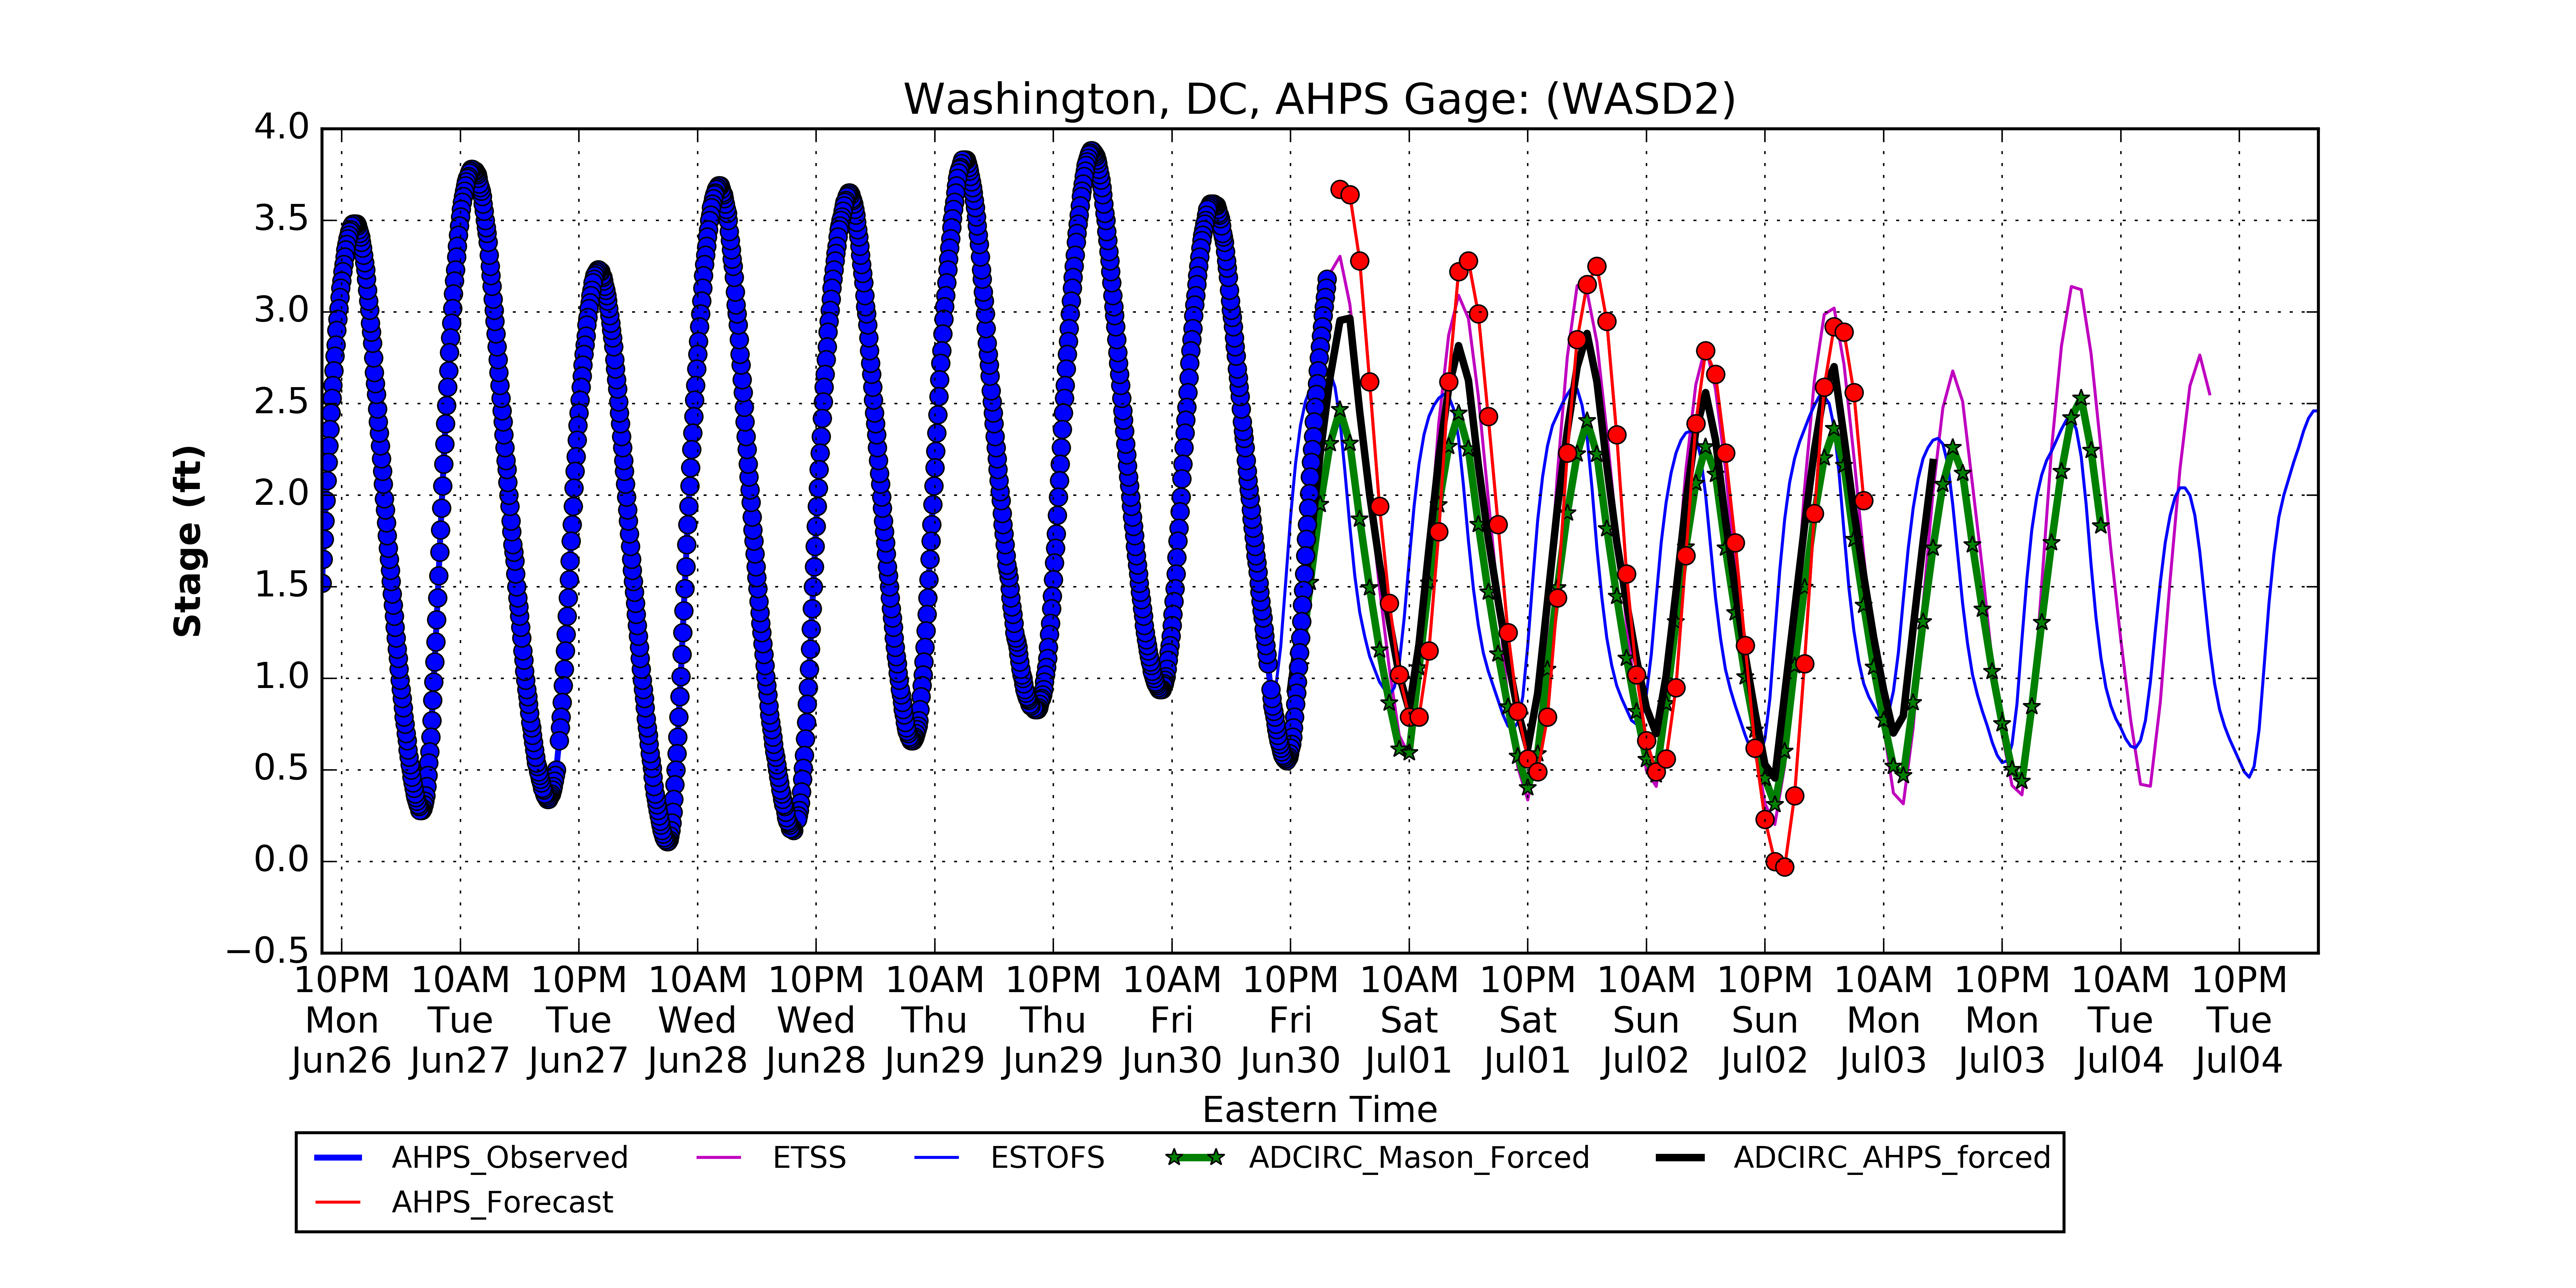 Washington, DC, AHPS Gage: (WASD2)
4.0
3.5
3.0
2.5
2.0
1.5
1.0
0.5
0.0
−0.5
Stage (ft)
10PM 10AM 10PM 10AM 10PM 10AM 10PM 10AM 10PM 10AM 10PM 10AM 10PM 10AM 10PM 10AM 10PM
Mon Tue Tue Wed Wed Thu Thu Fri Fri Sat Sat Sun Sun Mon Mon Tue Tue
Jun26 Jun27 Jun27 Jun28 Jun28 Jun29 Jun29 Jun30 Jun30 Jul01 Jul01 Jul02 Jul02 Jul03 Jul03 Jul04 Jul04
Eastern Time
AHPS_Observed ETSS ESTOFS ADCIRC_Mason_Forced ADCIRC_AHPS_forced
AHPS_Forecast